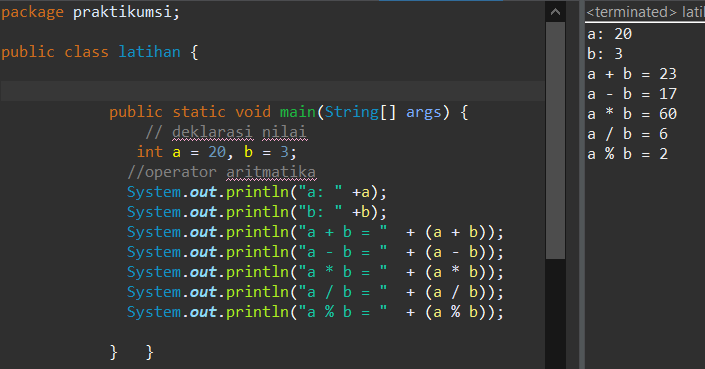 package praktikumsi;
public class latihan {
public static void main(String[] args) {
// deklarasi nilai
int a = 20, b = 3;
//operator aritmatika
System.out.println("a: " +a);
System.out.println("b: " +b);
System.out.println("a + b = "  + (a + b));
System.out.println("a - b = "  + (a - b));
System.out.println("a * b = "  + (a * b));
System.out.println("a / b = "  + (a / b));
System.out.println("a % b = "  + (a % b));
}   }
<terminated> latih
a: 20
b: 3
a + b = 23
a - b = 17
a * b = 60
a / b = 6
a % b = 2